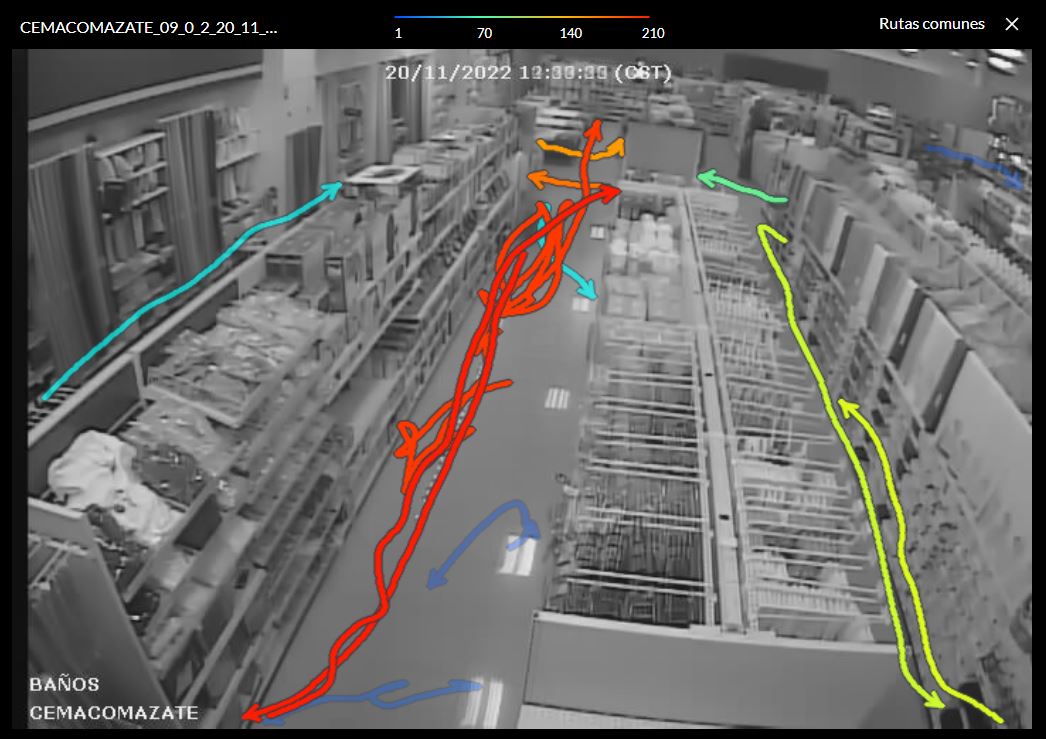 CEMACOMAZATE_09_0_2_20_11_...
1 70 140 210
Rutas comunes
20/11/2022 (CST)
BAÑOS
CEMACOMAZATE